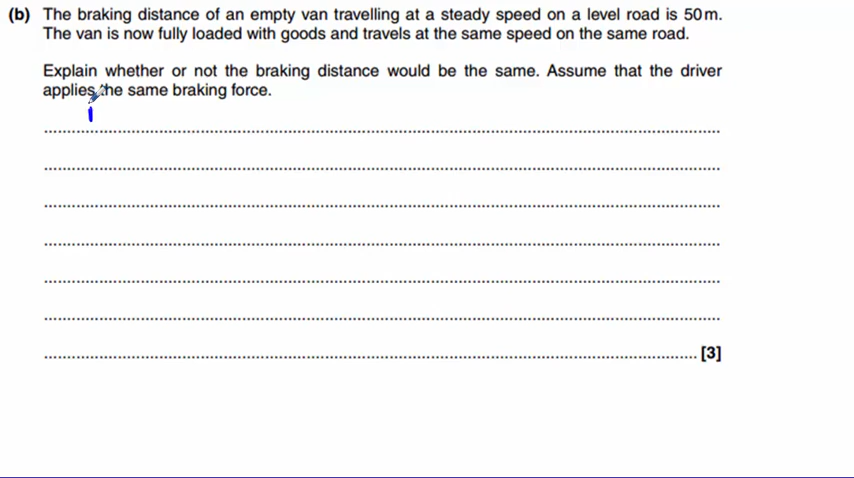 (b) The braking distance of an empty van travelling at a steady speed on a level road is 50 m.
The van is now fully loaded with goods and travels at the same speed on the same road.
Explain whether or not the braking distance would be the same. Assume that the driver
applies the same braking force.
[3]